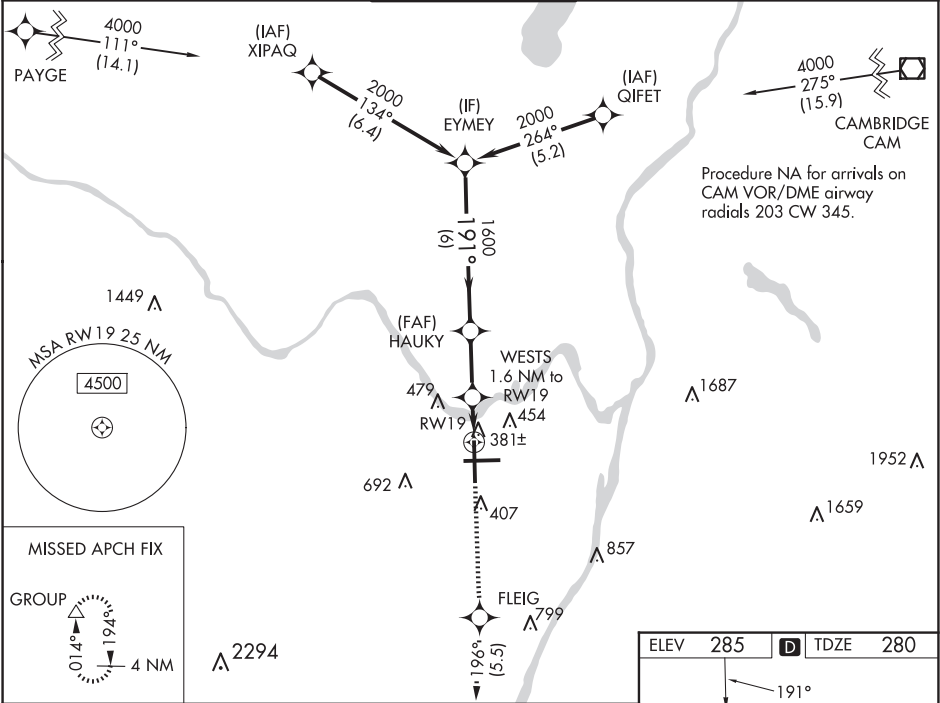 4000
111°
(14.1)
PAYGE
(IAF)
XIPAQ
2000
134°
(6.4)
(IF)
EYMEY
(IAF)
QIFET
2000
264°
(5.2)
4000
275°
(15.9)
CAMBRIDGE
CAM
Procedure NA for arrivals on
CAM VOR/DME airway
radials 203 CW 345.
1600
191°
(6)
1449
MSA RW19 25 NM
4500
(FAF)
HAUKY
WESTS
1.6 NM to
RW19
479
454
RW19
381±
1687
692
407
1952
1659
857
MISSED APCH FIX
GROUP
014°
194°
4 NM
FLEIG
799
196°
(5.5)
2294
ELEV 285 D TDZE 280
191°